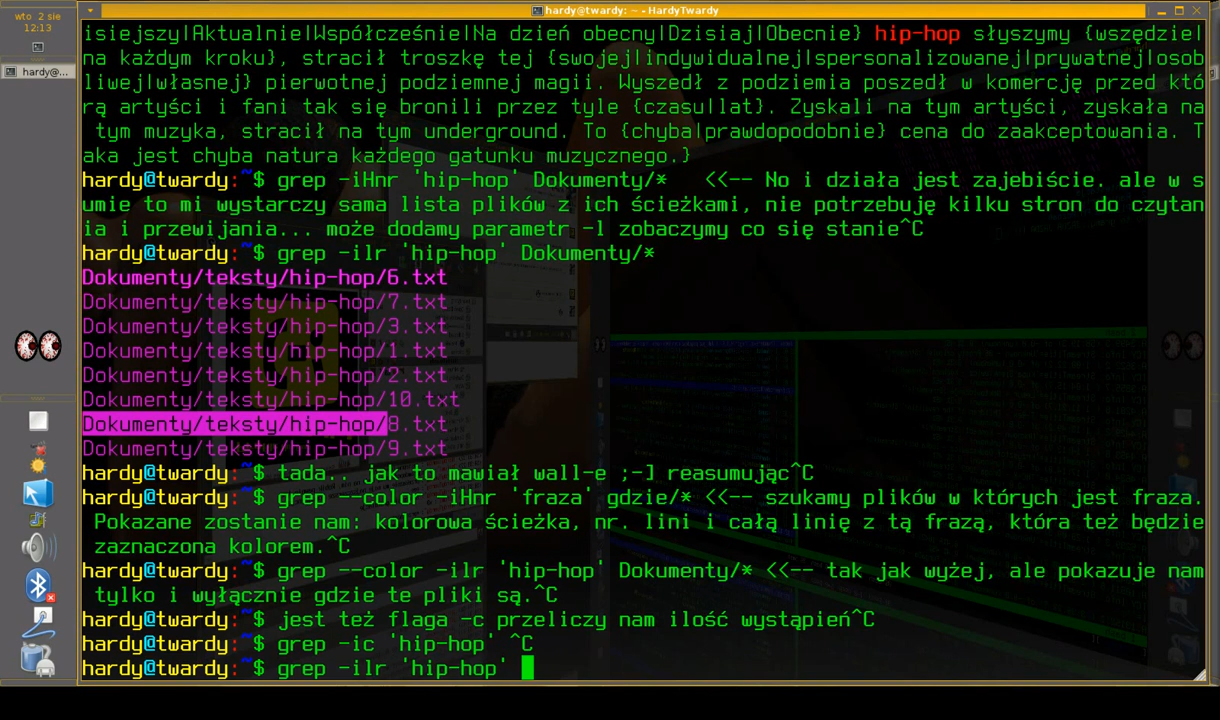 wto 2 sie
12:13
hardy@...
hardy@twardy: ~ - HardyTwardy
isiejszy|Aktualnie|Współcześnie|Na dzień obecny|Dzisiaj|Obecnie} hip-hop słyszymy {wszędzie|
na każdym kroku}, stracił troszkę tej {swojej|indywidualnej|spersonalizowanej|prywatnej|osob
liwej|własnej} pierwotnej podziemnej magii. Wyszedł z podziemia poszedł w komercję przed któ
rą artyści i fani tak się bronili przez tyle {czasu|lat}. Zyskali na tym artyści, zyskała na
tym muzyka, stracił na tym underground. To {chyba|prawdopodobnie} cena do zaakceptowania. T
aka jest chyba natura każdego gatunku muzycznego.}
hardy@twardy:~$ grep -iHnr 'hip-hop' Dokumenty/*   <<-- No i działa jest zajebiście. ale w s
umie to mi wystarczy sama lista plików z ich ścieżkami, nie potrzebuję kilku stron do czytan
ia i przewijania... może dodamy parametr -l zobaczymy co się stanie^C
hardy@twardy:~$ grep -ilr 'hip-hop' Dokumenty/*
Dokumenty/teksty/hip-hop/6.txt
Dokumenty/teksty/hip-hop/7.txt
Dokumenty/teksty/hip-hop/3.txt
Dokumenty/teksty/hip-hop/1.txt
Dokumenty/teksty/hip-hop/2.txt
Dokumenty/teksty/hip-hop/10.txt
Dokumenty/teksty/hip-hop/8.txt
Dokumenty/teksty/hip-hop/9.txt
hardy@twardy:~$ tada.. jak to mawiał wall-e ;-] reasumując^C
hardy@twardy:~$ grep --color -iHnr 'fraza' gdzie/* <<-- szukamy plików w których jest fraza.
Pokazane zostanie nam: kolorowa ścieżka, nr. lini i całą linię z tą frazą, która też będzie
zaznaczona kolorem.^C
hardy@twardy:~$ grep --color -ilr 'hip-hop' Dokumenty/* <<-- tak jak wyżej, ale pokazuje nam
tylko i wyłącznie gdzie te pliki są.^C
hardy@twardy:~$ jest też flaga -c przeliczy nam ilość wystąpień^C
hardy@twardy:~$ grep -ic 'hip-hop' ^C
hardy@twardy:~$ grep -ilr 'hip-hop'